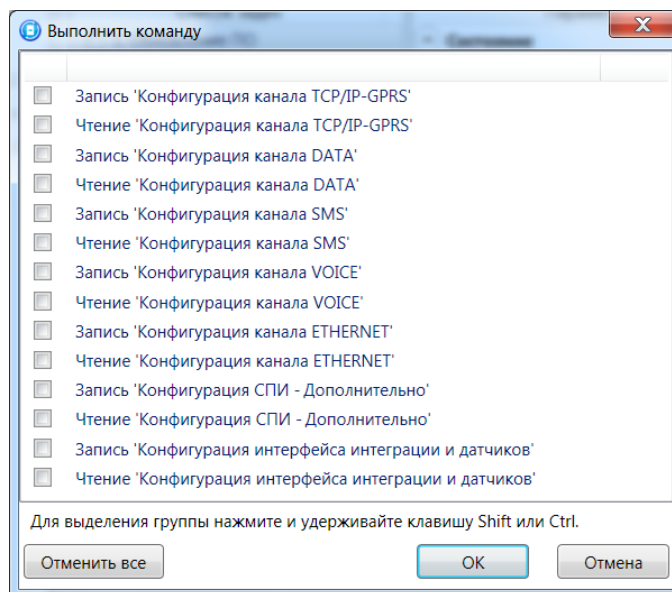 Выполнить команду
Запись 'Конфигурация канала TCP/IP-GPRS'
Чтение 'Конфигурация канала TCP/IP-GPRS'
Запись 'Конфигурация канала DATA'
Чтение 'Конфигурация канала DATA'
Запись 'Конфигурация канала SMS'
Чтение 'Конфигурация канала SMS'
Запись 'Конфигурация канала VOICE'
Чтение 'Конфигурация канала VOICE'
Запись 'Конфигурация канала ETHERNET'
Чтение 'Конфигурация канала ETHERNET'
Запись 'Конфигурация СПИ - Дополнительно'
Чтение 'Конфигурация СПИ - Дополнительно'
Запись 'Конфигурация интерфейса интеграции и датчиков'
Чтение 'Конфигурация интерфейса интеграции и датчиков'
Для выделения группы нажмите и удерживайте клавишу Shift или Ctrl.
Отменить все
OK
Отмена